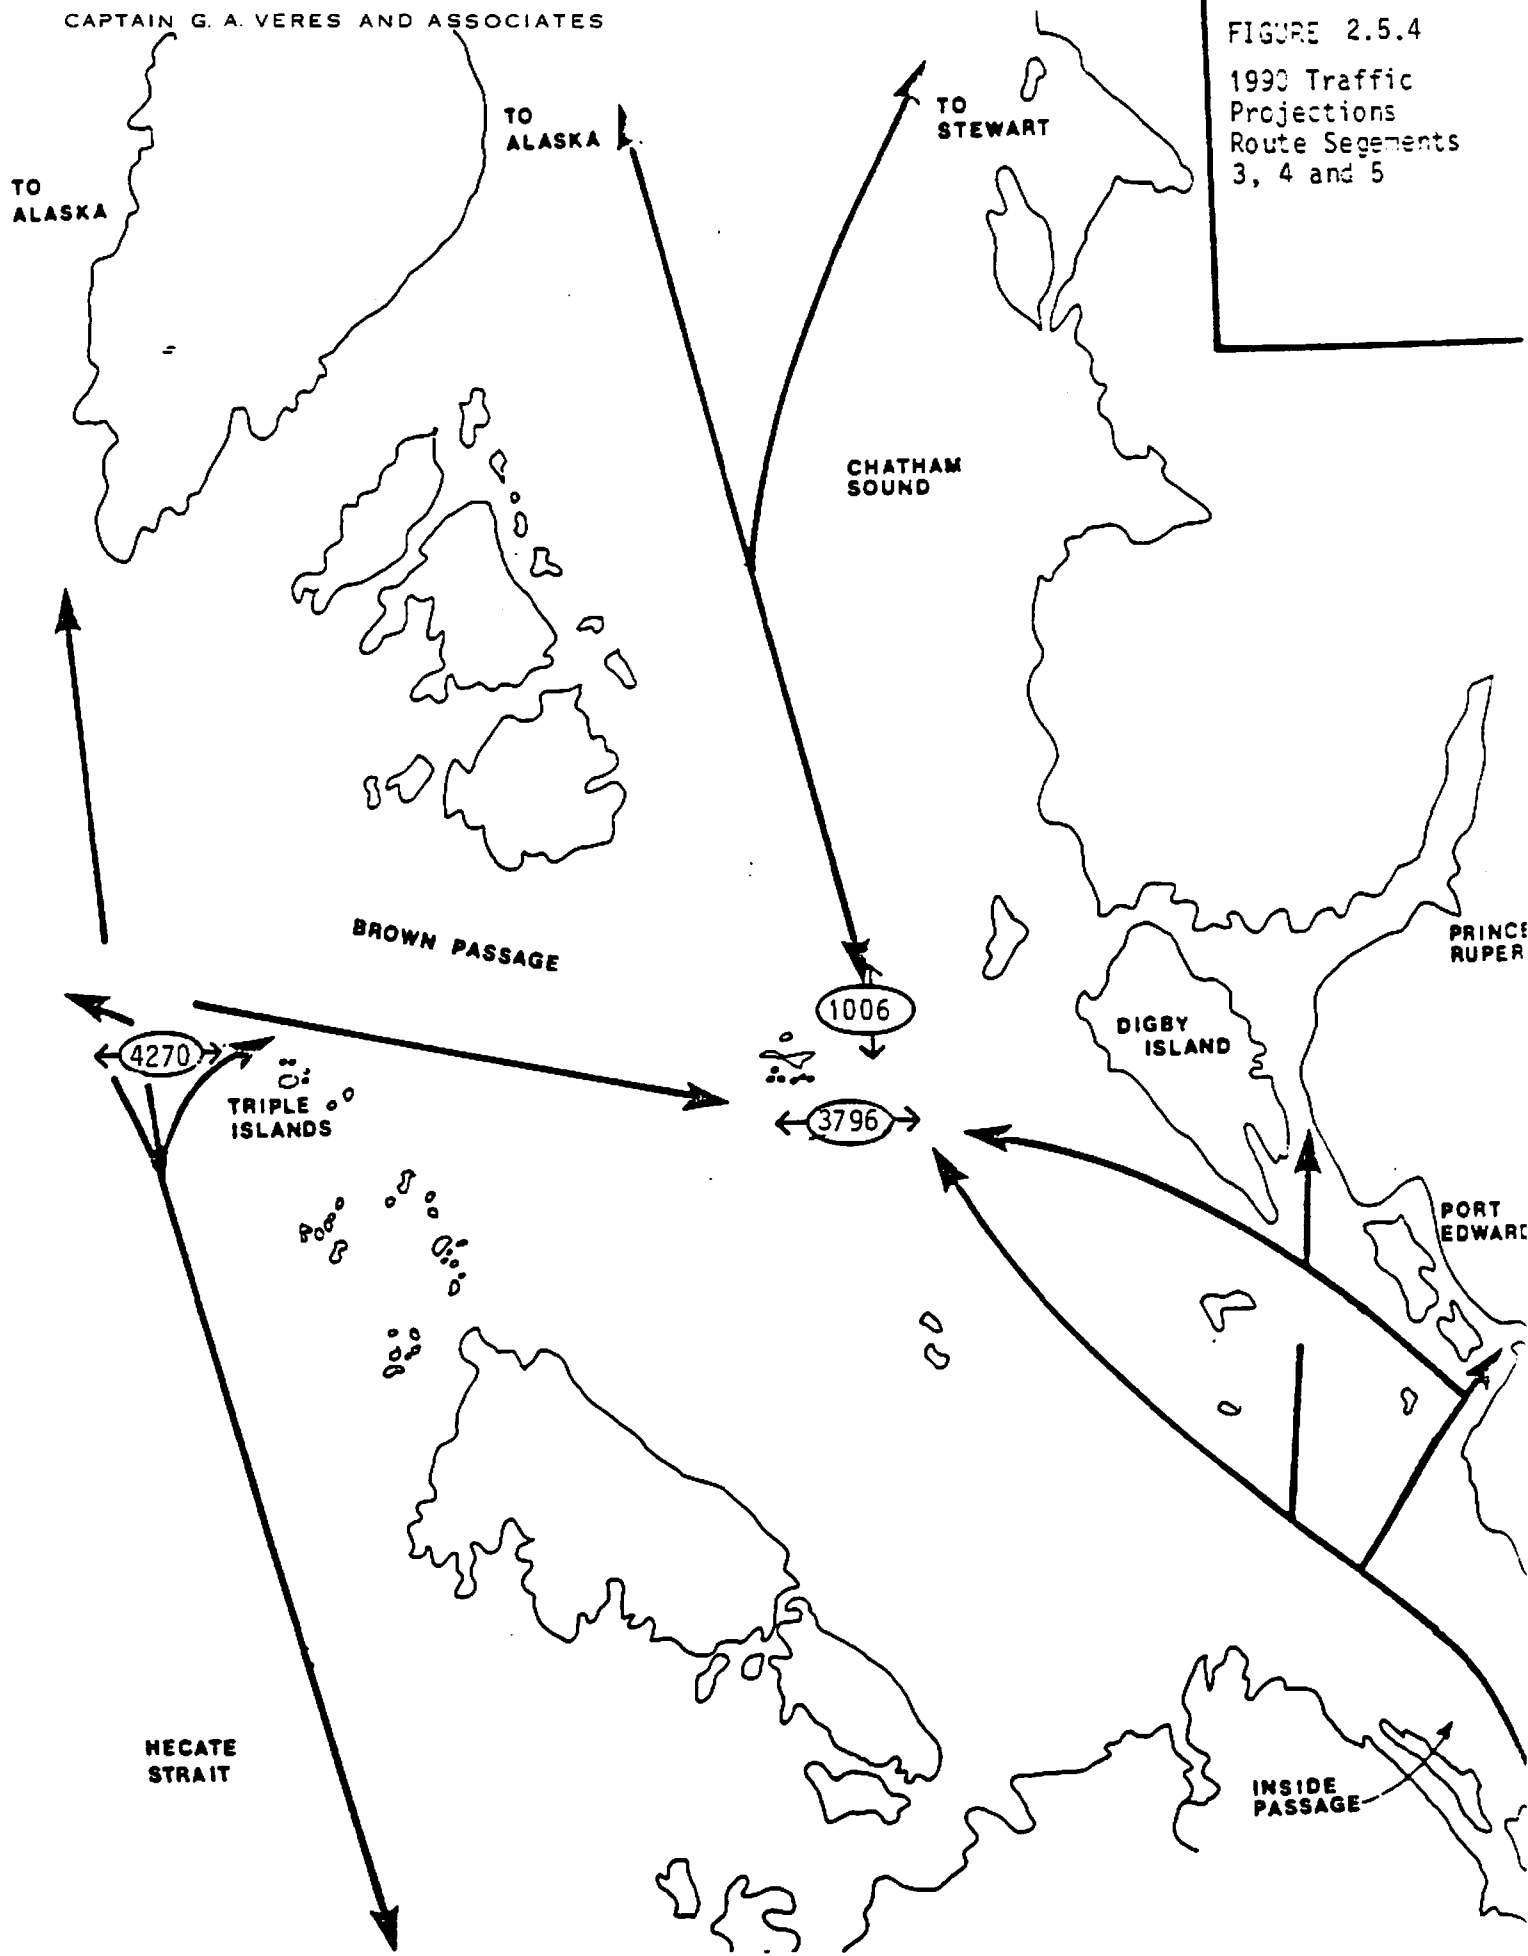 CAPTAIN G. A. VERES AND ASSOCIATES
FIGURE 2.5.4
1990 Traffic
Projections
Route Segements
3, 4 and 5
TO
ALASKA
TO
ALASKA
TO
STEWART
CHATHAM
SOUND
BROWN PASSAGE
PRINCE
RUPER
1006
DIGBY
ISLAND
4270
TRIPLE
ISLANDS
3796
PORT
EDWARD
HECATE
STRAIT
INSIDE
PASSAGE